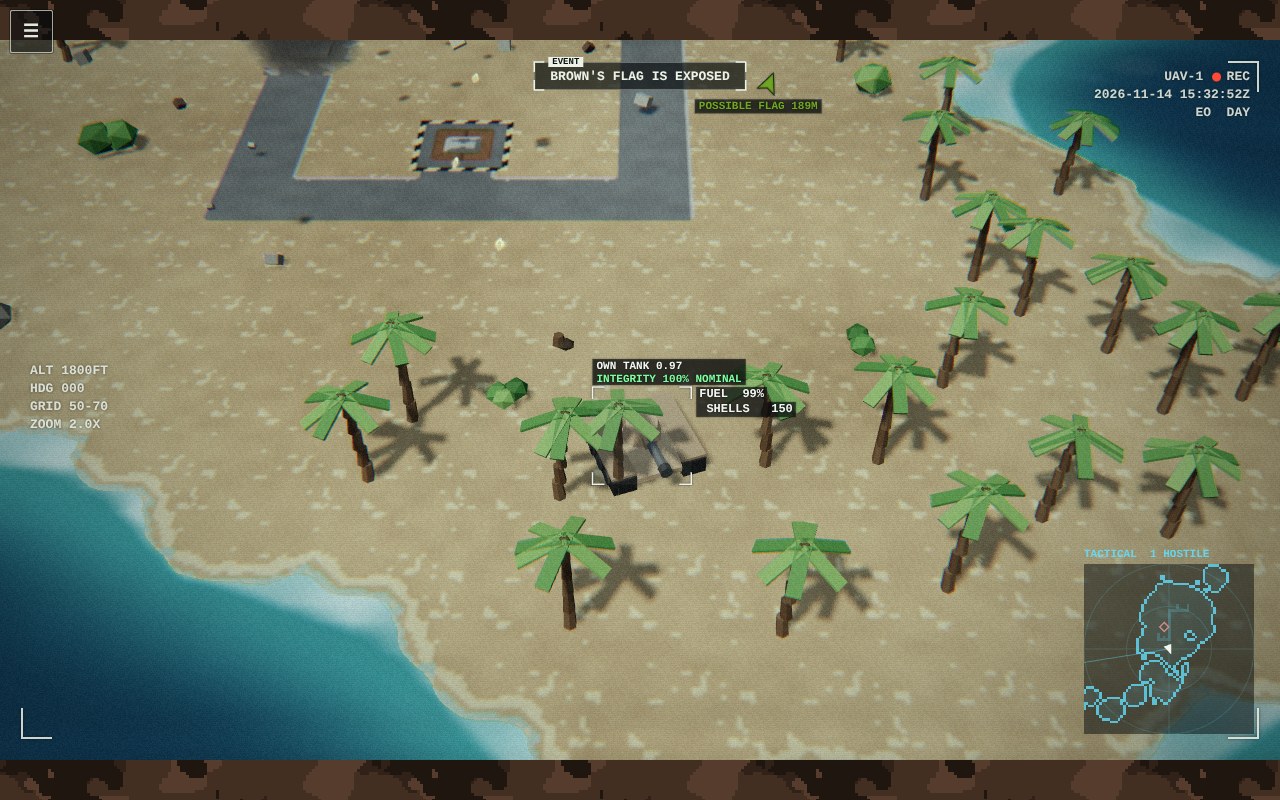 EVENT
BROWN'S FLAG IS EXPOSED
POSSIBLE FLAG 189M
UAV-1 REC
2026-11-14 15:32:52Z
EO DAY
ALT 1800FT
HDG 000
GRID 50-70
ZOOM 2.0X
OWN TANK 0.97
INTEGRITY 100% NOMINAL
FUEL 99%
SHELLS 150
TACTICAL 1 HOSTILE